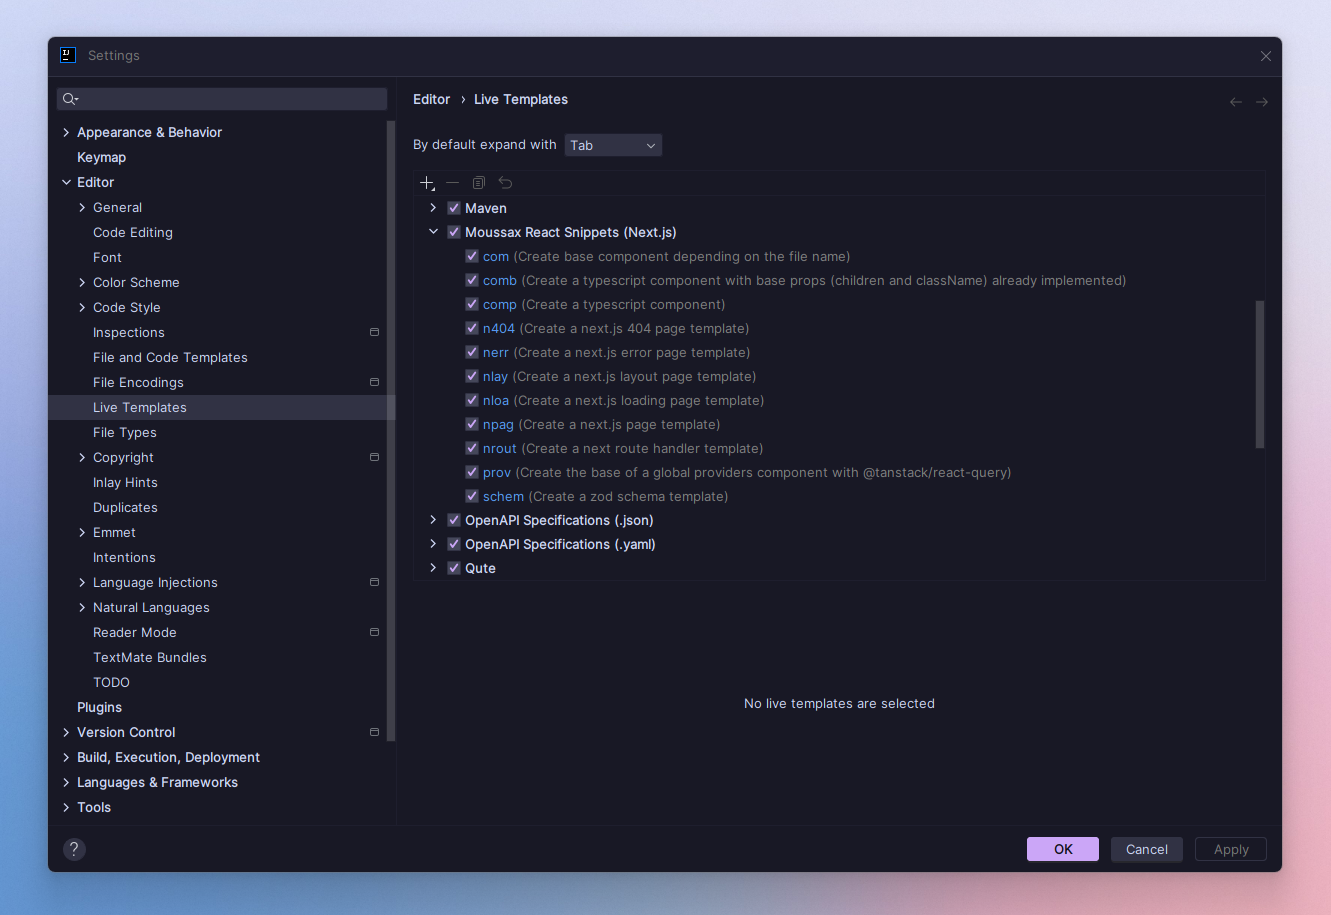 IJ
Settings
Appearance & Behavior
Keymap
Editor
General
Code Editing
Font
Color Scheme
Code Style
Inspections
File and Code Templates
File Encodings
Live Templates
File Types
Copyright
Inlay Hints
Duplicates
Emmet
Intentions
Language Injections
Natural Languages
Reader Mode
TextMate Bundles
TODO
Plugins
Version Control
Build, Execution, Deployment
Languages & Frameworks
Tools
?
Editor › Live Templates
By default expand with Tab
Maven
Moussax React Snippets (Next.js)
com (Create base component depending on the file name)
comb (Create a typescript component with base props (children and className) already implemented)
comp (Create a typescript component)
n404 (Create a next.js 404 page template)
nerr (Create a next.js error page template)
nlay (Create a next.js layout page template)
nloa (Create a next.js loading page template)
npag (Create a next.js page template)
nrout (Create a next route handler template)
prov (Create the base of a global providers component with @tanstack/react-query)
schem (Create a zod schema template)
OpenAPI Specifications (.json)
OpenAPI Specifications (.yaml)
Qute
No live templates are selected
OK Cancel Apply